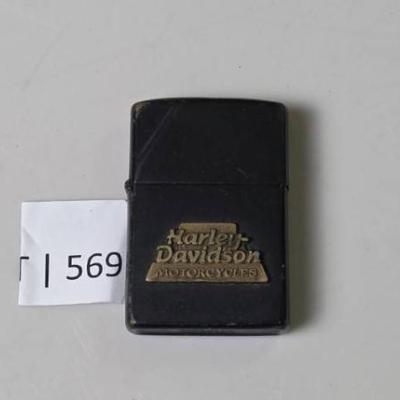 T | 569
Harley-
Davidson
MOTORCYCLES